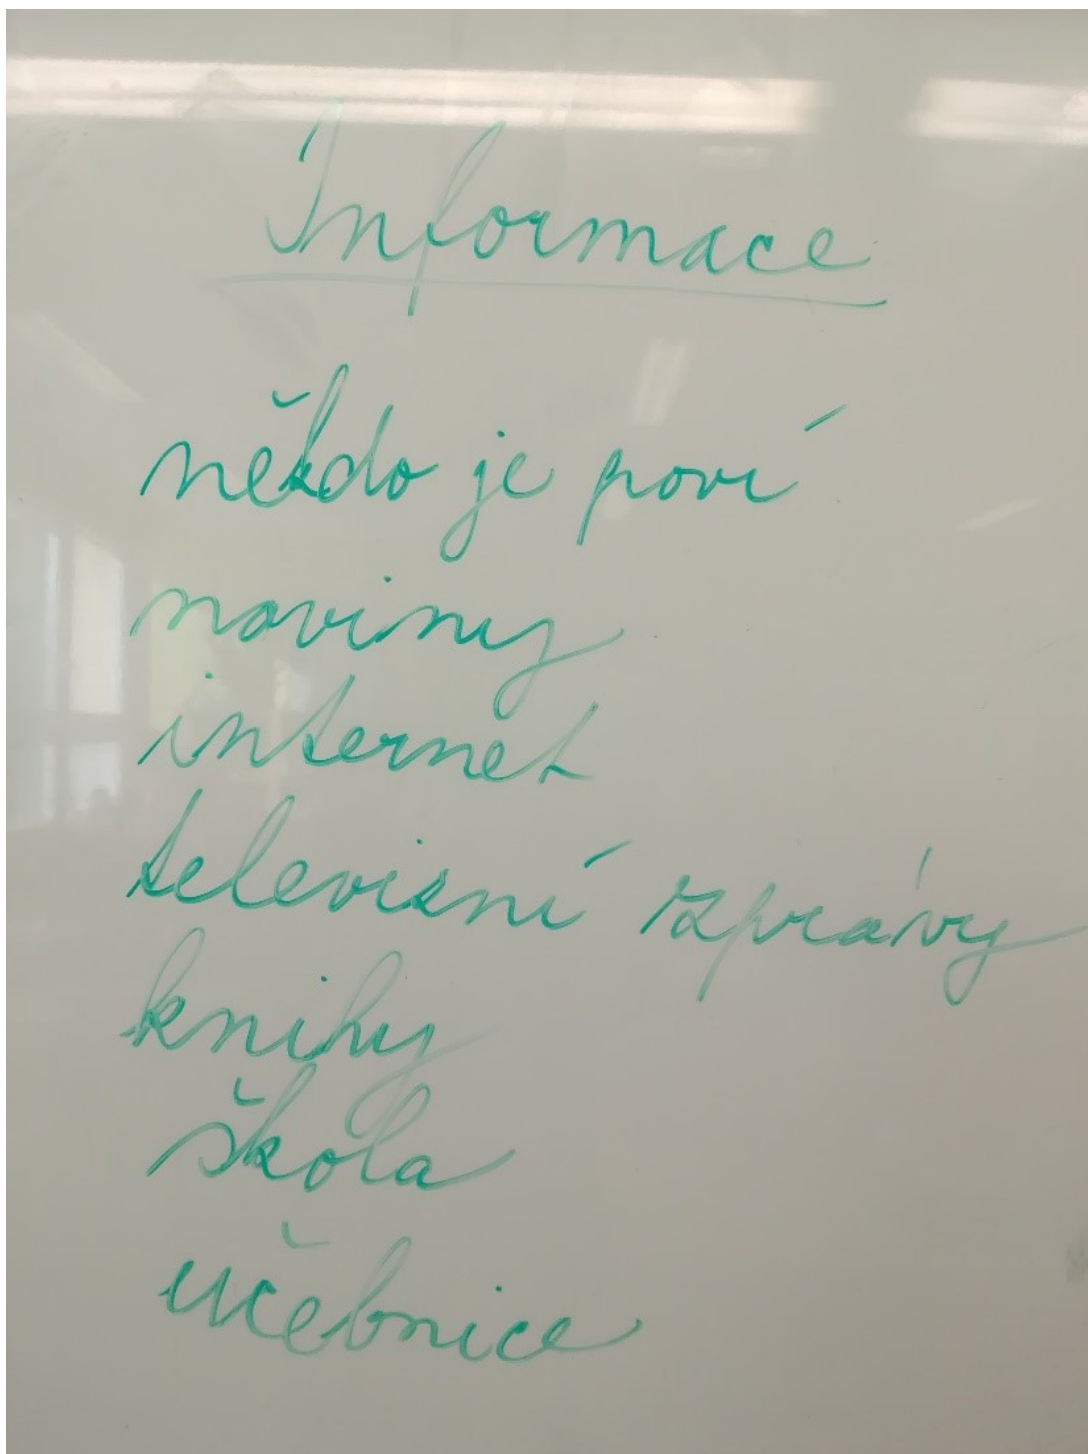 Informace
někdo je poví
noviny
internet
televizní zprávy
knihy
škola
učebnice